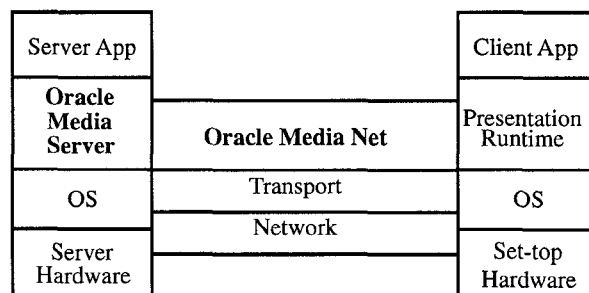 Server App
Client App
Oracle
Media
Server
Oracle Media Net
Presentation
Runtime
OS
Transport
OS
Network
Server
Hardware
Set-top
Hardware